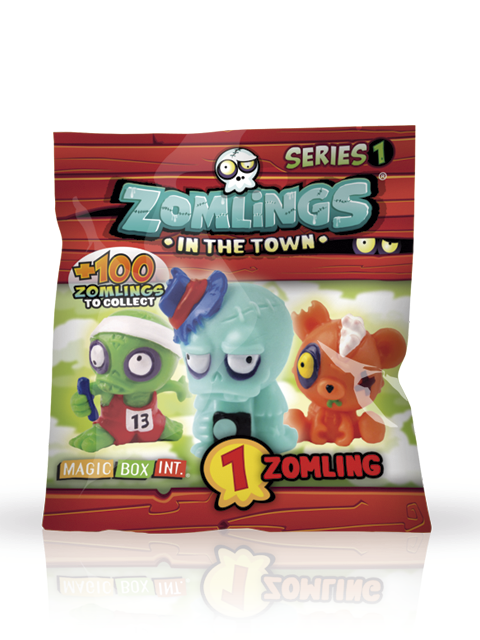 SERIES 1
ZOMLINGS®
• IN THE TOWN •
+100
ZOMLINGS
TO COLLECT
13
MAGIC BOX INT.
1 ZOMLING